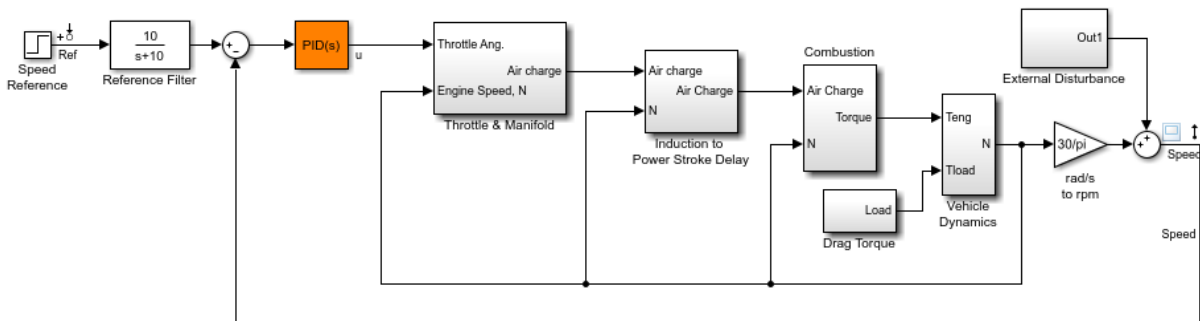 Ref
Speed
Reference
10
s+10
Reference Filter
+
−
PID(s)
u
Throttle Ang.
Air charge
Engine Speed, N
Throttle & Manifold
Air charge
Air Charge
N
Induction to
Power Stroke Delay
Combustion
Air Charge
Torque
N
Load
Drag Torque
Teng
N
Tload
Vehicle
Dynamics
30/pi
rad/s
to rpm
Out1
External Disturbance
+
+
Speed
Speed